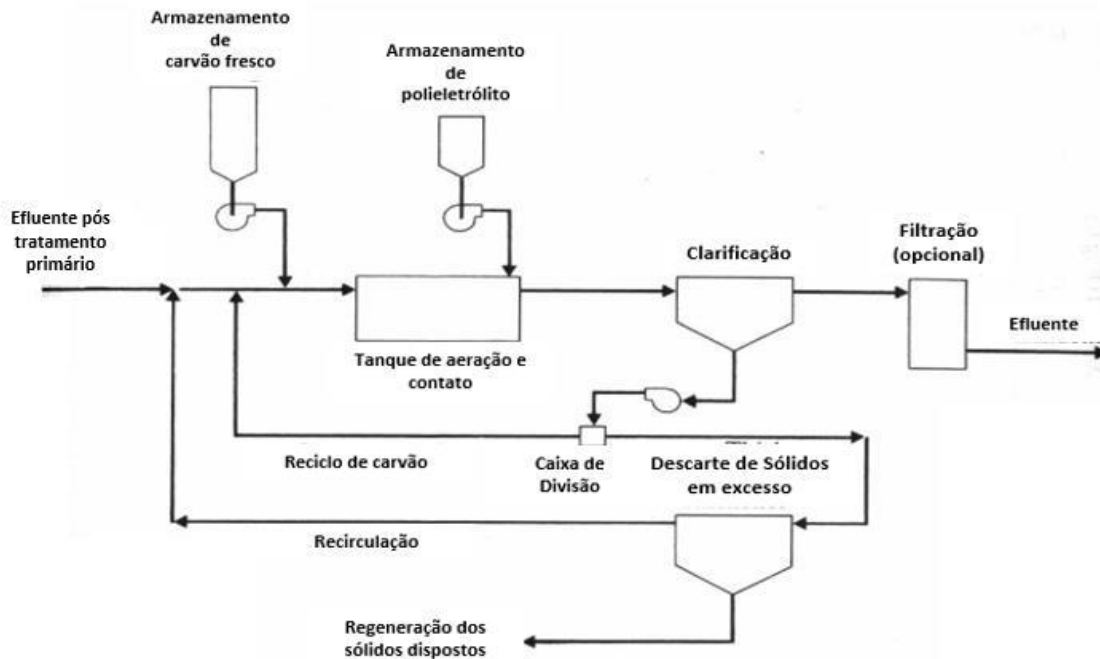 Armazenamento
de
carvão fresco
Armazenamento
de
polieletrólito
Efluente pós
tratamento
primário
Clarificação
Filtração
(opcional)
Efluente
Tanque de aeração e
contato
Reciclo de carvão
Caixa de
Divisão
Descarte de Sólidos
em excesso
Recirculação
Regeneração dos
sólidos dispostos